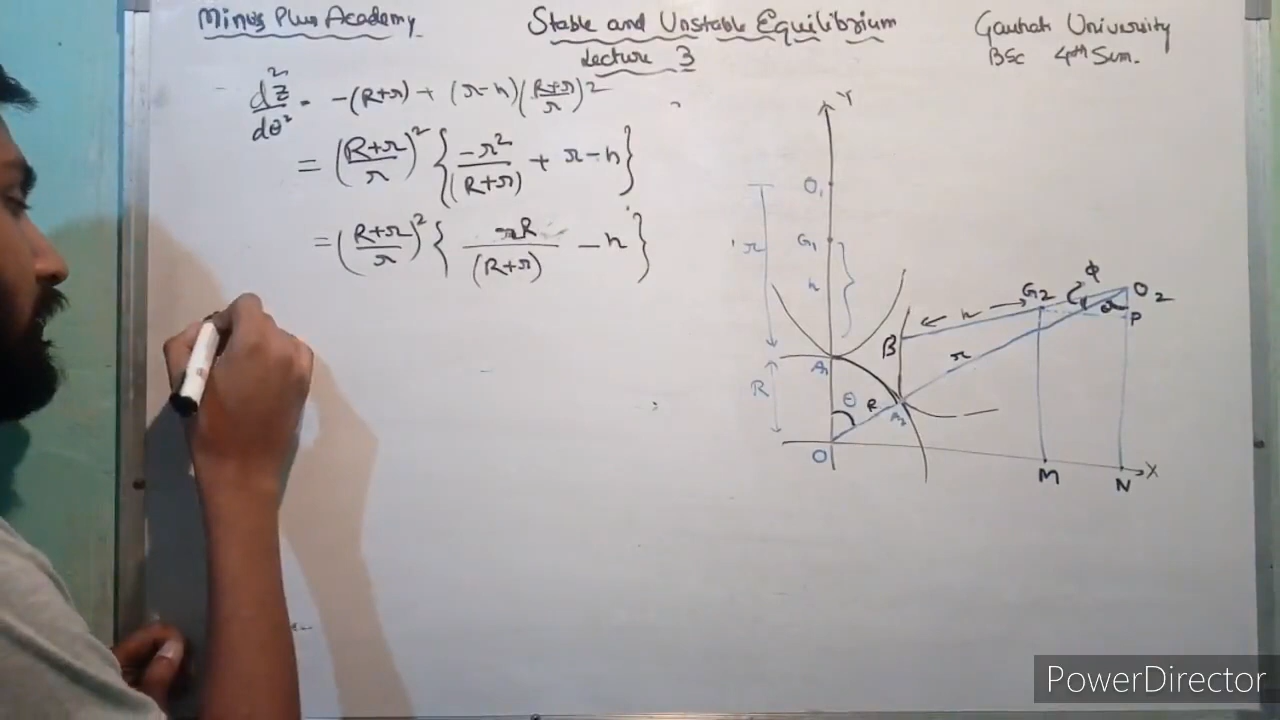 Minus Plus Academy
Stable and Unstable Equilibrium
Lecture 3
Gauhati University
BSc 4th Sem.
d²z/dθ² = -(R+r) + (r-h)((R+r)/r)²
= ((R+r)/r)² { -r²/(R+r) + r-h }
= ((R+r)/r)² { rR/(R+r) - h }
Y
O₁
r
G₁
h
A₁
R
θ
R
O
B
h
G₂
φ
O₂
P
r
A₂
M
N
X
PowerDirector